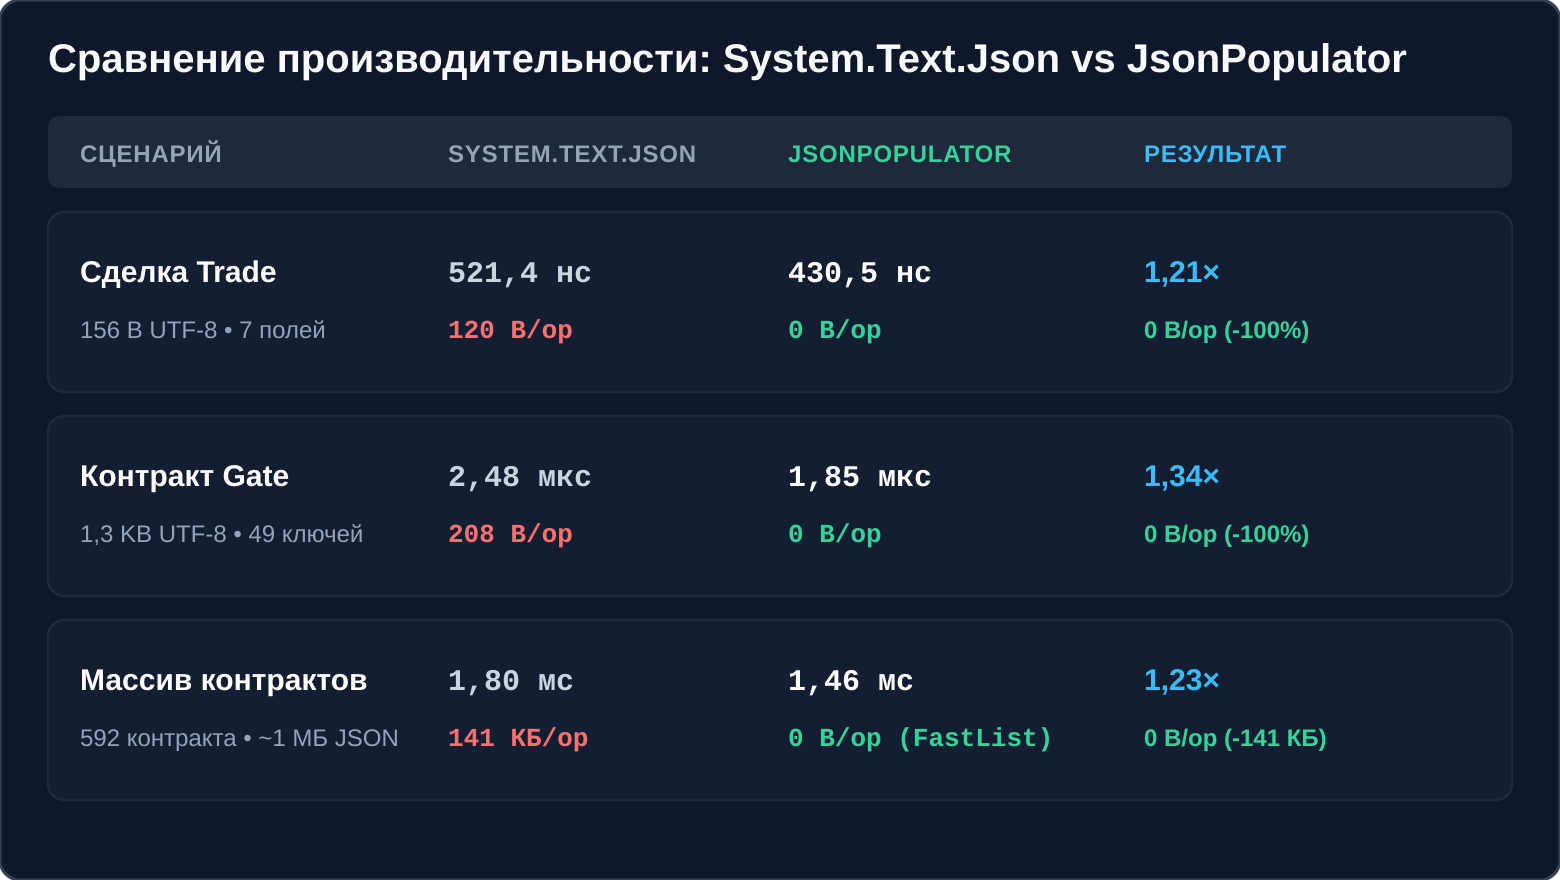 Сравнение производительности: System.Text.Json vs JsonPopulator
СЦЕНАРИЙ SYSTEM.TEXT.JSON JSONPOPULATOR РЕЗУЛЬТАТ
Сделка Trade 521,4 нс 430,5 нс 1,21×
156 B UTF-8 • 7 полей 120 B/op 0 B/op 0 B/op (-100%)
Контракт Gate 2,48 мкс 1,85 мкс 1,34×
1,3 KB UTF-8 • 49 ключей 208 B/op 0 B/op 0 B/op (-100%)
Массив контрактов 1,80 мс 1,46 мс 1,23×
592 контракта • ~1 МБ JSON 141 КБ/op 0 B/op (FastList) 0 B/op (-141 КБ)